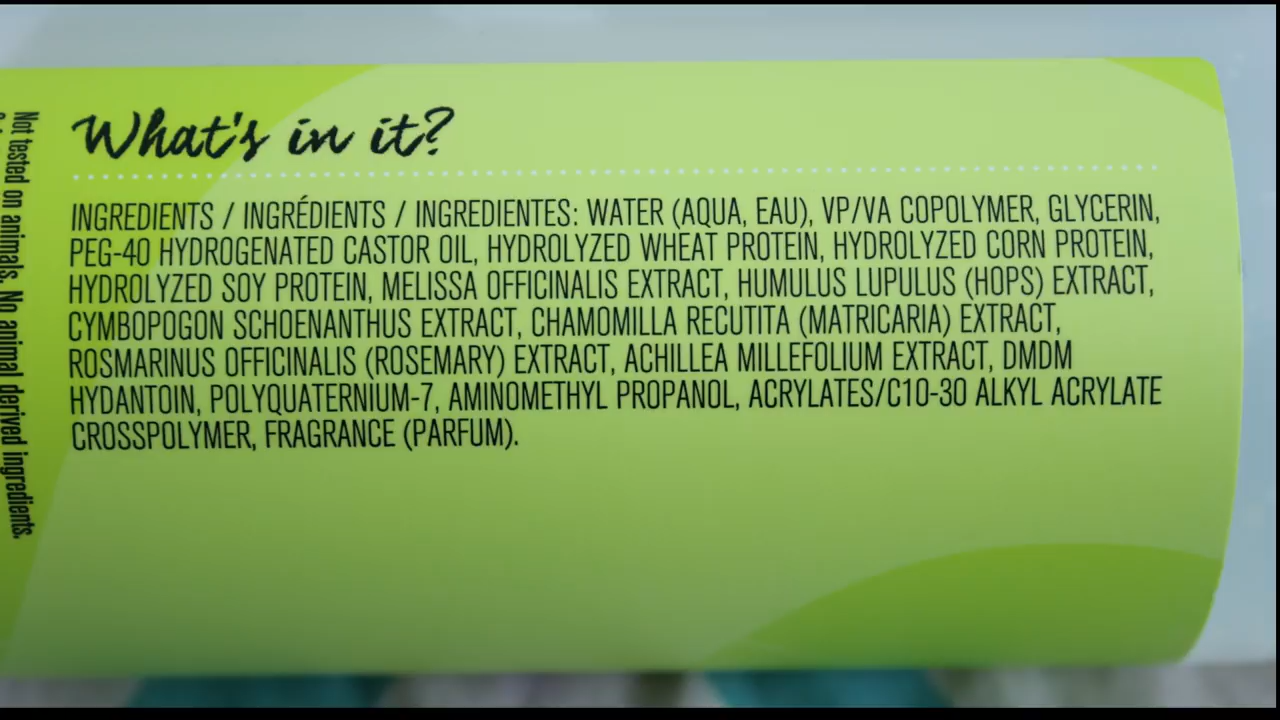 What's in it?
INGREDIENTS / INGRÉDIENTS / INGREDIENTES: WATER (AQUA, EAU), VP/VA COPOLYMER, GLYCERIN,
PEG-40 HYDROGENATED CASTOR OIL, HYDROLYZED WHEAT PROTEIN, HYDROLYZED CORN PROTEIN,
HYDROLYZED SOY PROTEIN, MELISSA OFFICINALIS EXTRACT, HUMULUS LUPULUS (HOPS) EXTRACT,
CYMBOPOGON SCHOENANTHUS EXTRACT, CHAMOMILLA RECUTITA (MATRICARIA) EXTRACT,
ROSMARINUS OFFICINALIS (ROSEMARY) EXTRACT, ACHILLEA MILLEFOLIUM EXTRACT, DMDM
HYDANTOIN, POLYQUATERNIUM-7, AMINOMETHYL PROPANOL, ACRYLATES/C10-30 ALKYL ACRYLATE
CROSSPOLYMER, FRAGRANCE (PARFUM).
Not tested on animals. No animal derived ingredients.